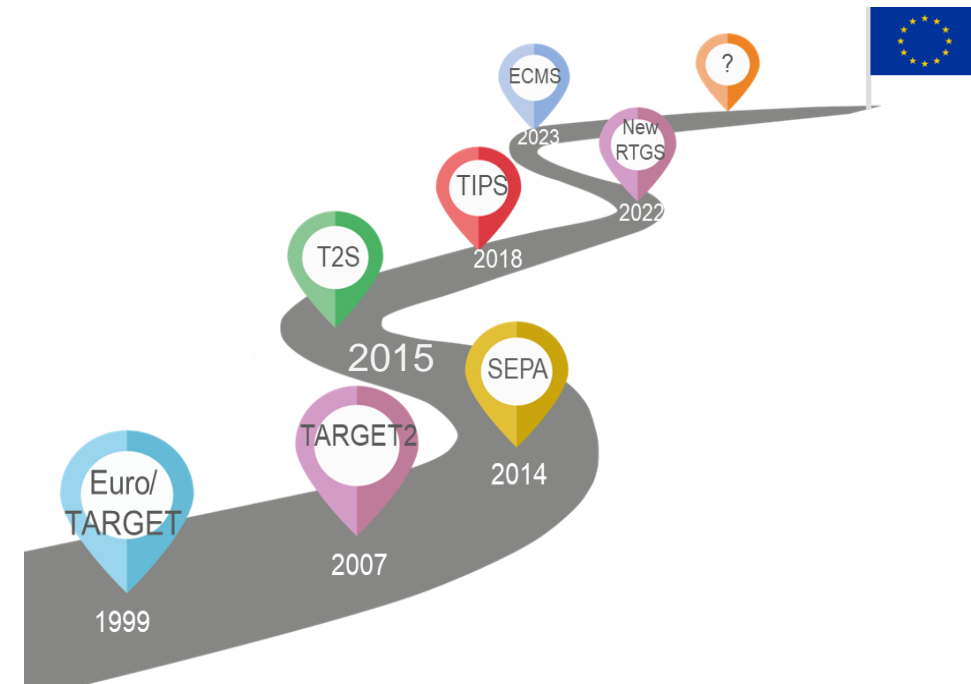 Euro/
TARGET
1999
TARGET2
2007
SEPA
2014
T2S
2015
TIPS
2018
New
RTGS
2022
ECMS
2023
?